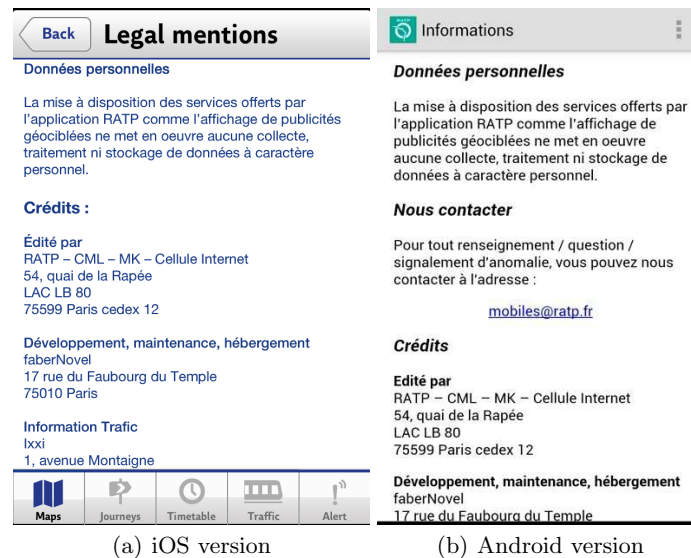 Back
Legal mentions
Données personnelles
La mise à disposition des services offerts par
l'application RATP comme l'affichage de publicités
géociblées ne met en oeuvre aucune collecte,
traitement ni stockage de données à caractère
personnel.
Crédits :
Édité par
RATP – CML – MK – Cellule Internet
54, quai de la Rapée
LAC LB 80
75599 Paris cedex 12
Développement, maintenance, hébergement
faberNovel
17 rue du Faubourg du Temple
75010 Paris
Information Trafic
Ixxi
1, avenue Montaigne
Maps
Journeys
Timetable
Traffic
Alert
(a) iOS version
RATP
Informations
Données personnelles
La mise à disposition des services offerts par
l'application RATP comme l'affichage de
publicités géociblées ne met en oeuvre
aucune collecte, traitement ni stockage de
données à caractère personnel.
Nous contacter
Pour tout renseignement / question /
signalement d'anomalie, vous pouvez nous
contacter à l'adresse :
mobiles@ratp.fr
Crédits
Edité par
RATP – CML – MK – Cellule Internet
54, quai de la Rapée
LAC LB 80
75599 Paris cedex 12
Développement, maintenance, hébergement
faberNovel
17 rue du Faubourg du Temple
(b) Android version